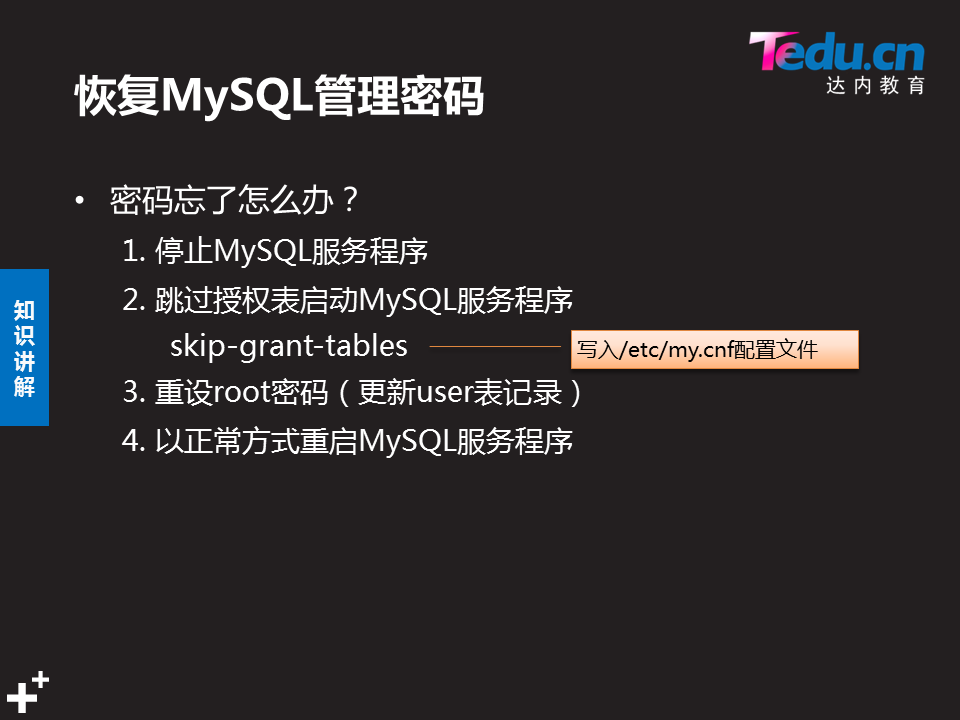 Tedu.cn
达内教育
恢复MySQL管理密码
• 密码忘了怎么办？
1. 停止MySQL服务程序
2. 跳过授权表启动MySQL服务程序
skip-grant-tables
写入/etc/my.cnf配置文件
3. 重设root密码（更新user表记录）
4. 以正常方式重启MySQL服务程序
知
识
讲
解